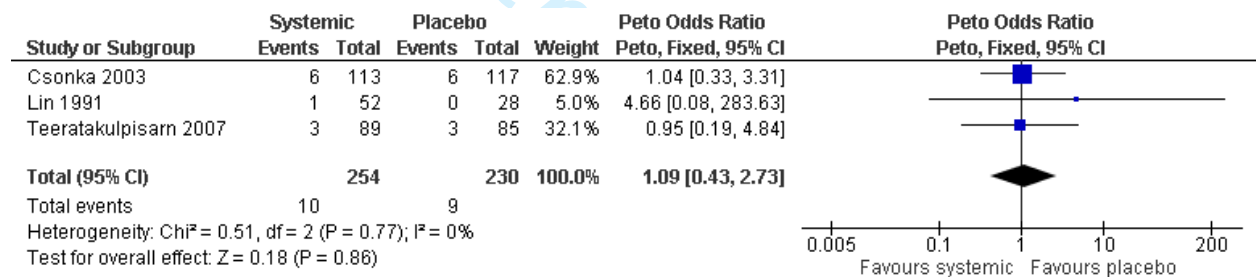 Systemic Placebo Peto Odds Ratio Peto Odds Ratio
Study or Subgroup Events Total Events Total Weight Peto, Fixed, 95% CI Peto, Fixed, 95% CI
Csonka 2003 6 113 6 117 62.9% 1.04 [0.33, 3.31]
Lin 1991 1 52 0 28 5.0% 4.66 [0.08, 283.63]
Teeratakulpisarn 2007 3 89 3 85 32.1% 0.95 [0.19, 4.84]
Total (95% CI) 254 230 100.0% 1.09 [0.43, 2.73]
Total events 10 9
Heterogeneity: Chi² = 0.51, df = 2 (P = 0.77); I² = 0%
Test for overall effect: Z = 0.18 (P = 0.86)
0.005 0.1 1 10 200
Favours systemic Favours placebo